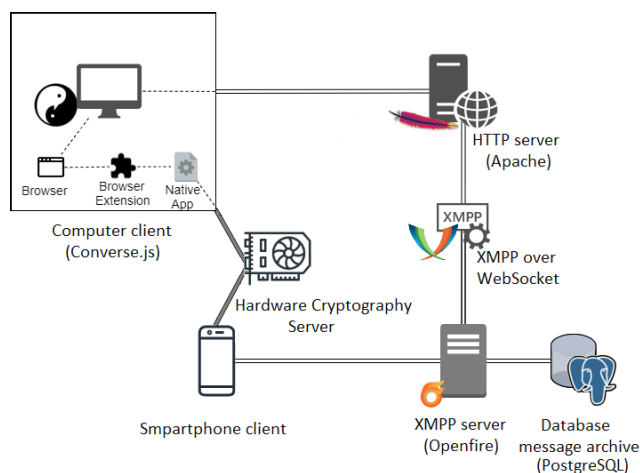 Browser
Browser
Extension
Native
App
Computer client
(Converse.js)
HTTP server
(Apache)
XMPP
XMPP over
WebSocket
Hardware Cryptography
Server
Smpartphone client
XMPP server
(Openfire)
Database
message archive
(PostgreSQL)